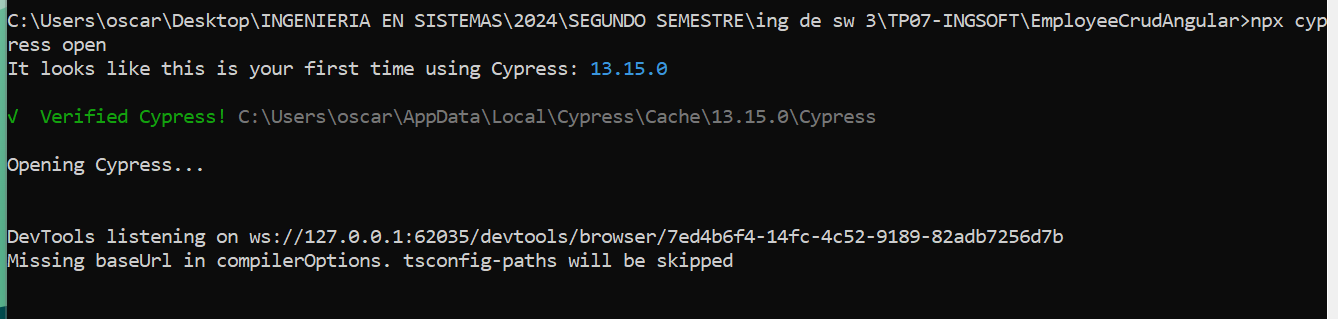 C:\Users\oscar\Desktop\INGENIERIA EN SISTEMAS\2024\SEGUNDO SEMESTRE\ing de sw 3\TP07-INGSOFT\EmployeeCrudAngular>npx cyp
ress open
It looks like this is your first time using Cypress: 13.15.0
√  Verified Cypress! C:\Users\oscar\AppData\Local\Cypress\Cache\13.15.0\Cypress
Opening Cypress...
DevTools listening on ws://127.0.0.1:62035/devtools/browser/7ed4b6f4-14fc-4c52-9189-82adb7256d7b
Missing baseUrl in compilerOptions. tsconfig-paths will be skipped